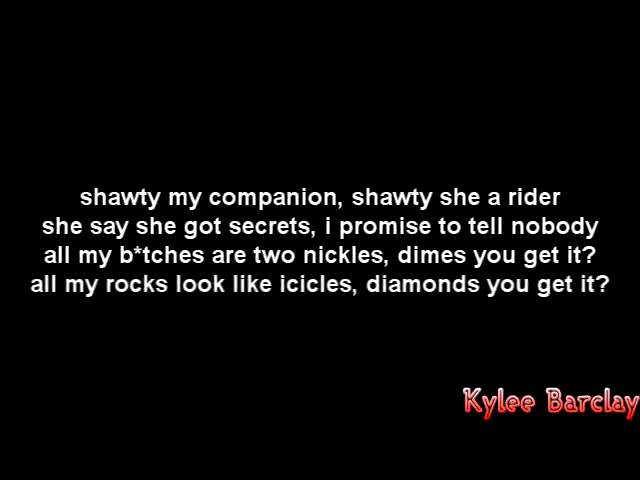 shawty my companion, shawty she a rider
she say she got secrets, i promise to tell nobody
all my b*tches are two nickles, dimes you get it?
all my rocks look like icicles, diamonds you get it?
Kylee Barclay